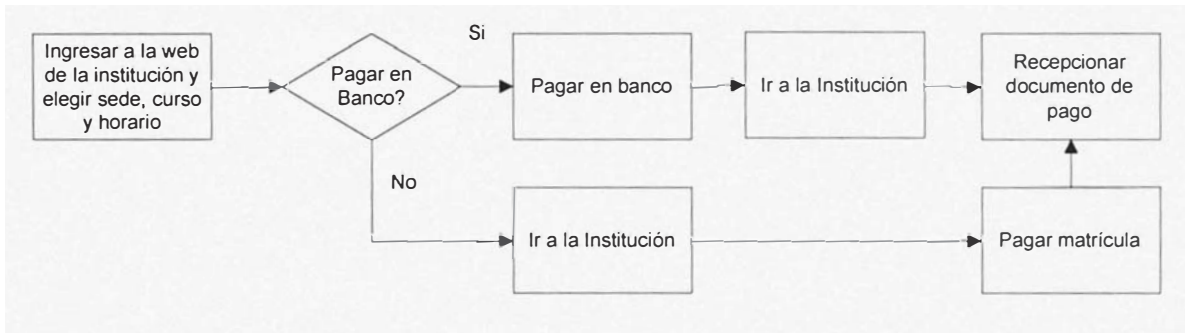 Ingresar a la web
de la institución y
elegir sede, curso
y horario
Pagar en
Banco?
Si
Pagar en banco
Ir a la Institución
Recepcionar
documento de
pago
No
Ir a la Institución
Pagar matrícula